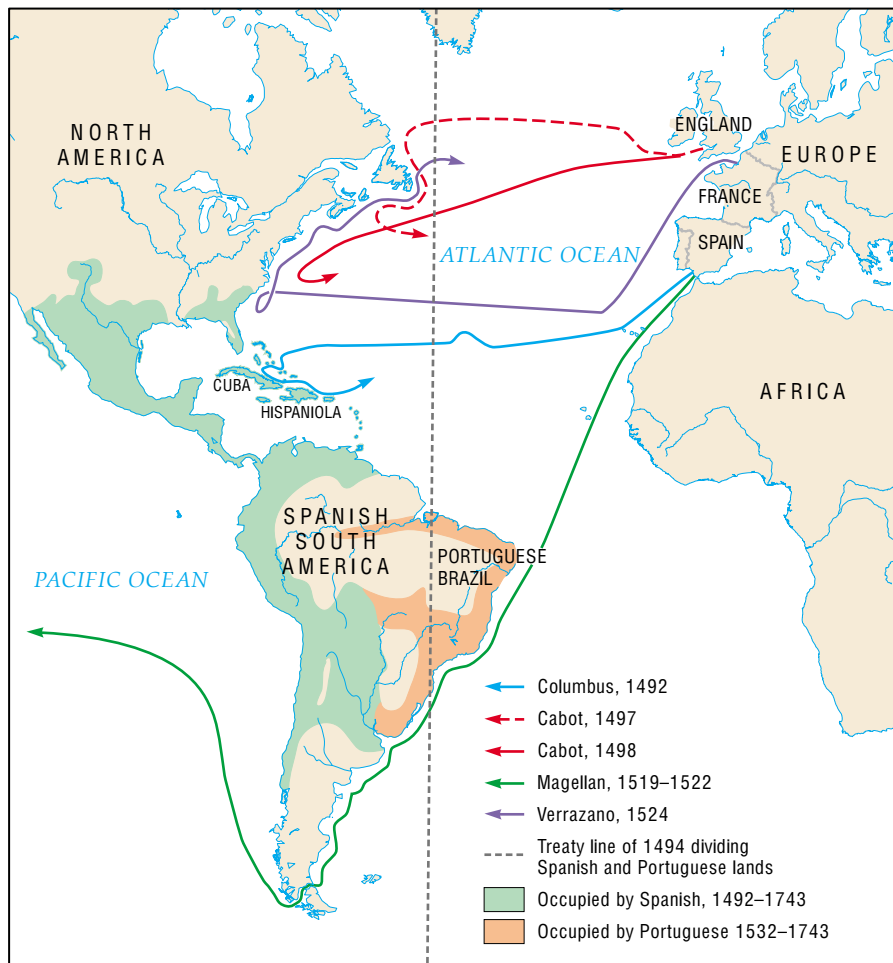 NORTH
AMERICA
ENGLAND
EUROPE
FRANCE
SPAIN
ATLANTIC OCEAN
CUBA
HISPANIOLA
AFRICA
SPANISH
SOUTH
AMERICA
PORTUGUESE
BRAZIL
PACIFIC OCEAN
Columbus, 1492
Cabot, 1497
Cabot, 1498
Magellan, 1519–1522
Verrazano, 1524
Treaty line of 1494 dividing
Spanish and Portuguese lands
Occupied by Spanish, 1492–1743
Occupied by Portuguese 1532–1743